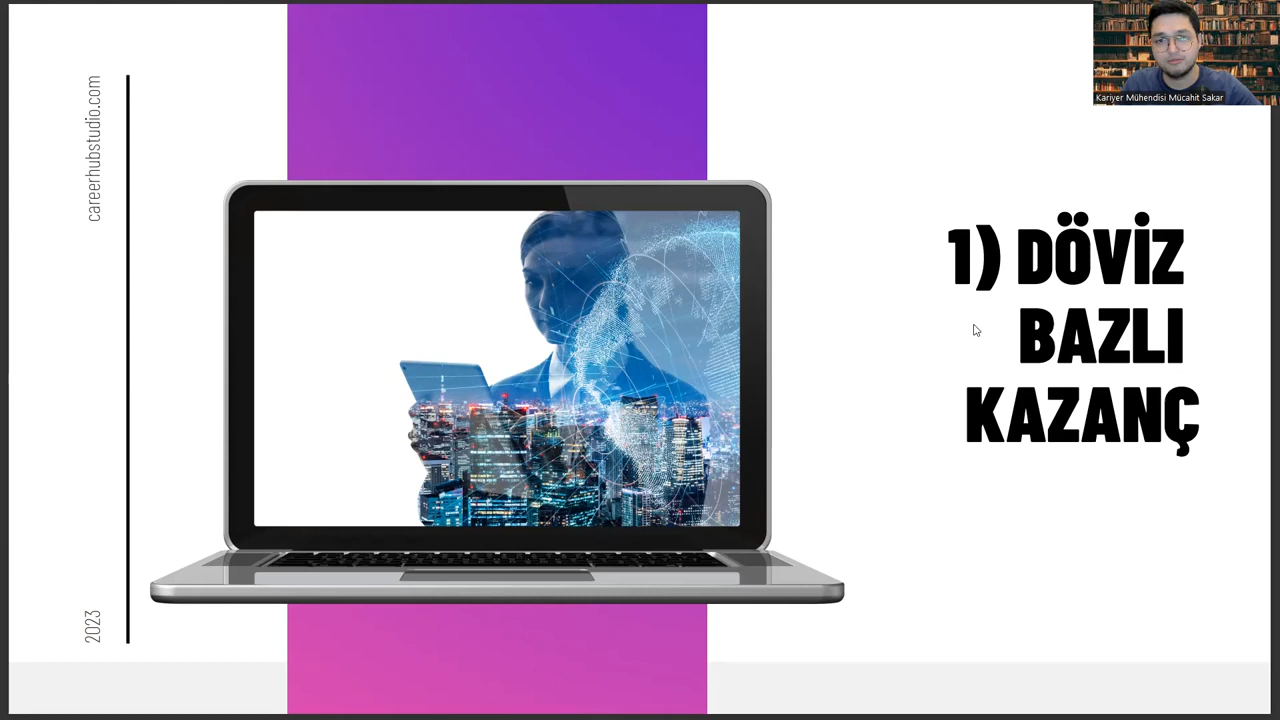 careerhubstudio.com
2023
1) DÖVİZ
BAZLI
KAZANÇ
Kariyer Mühendisi Mücahit Sakar